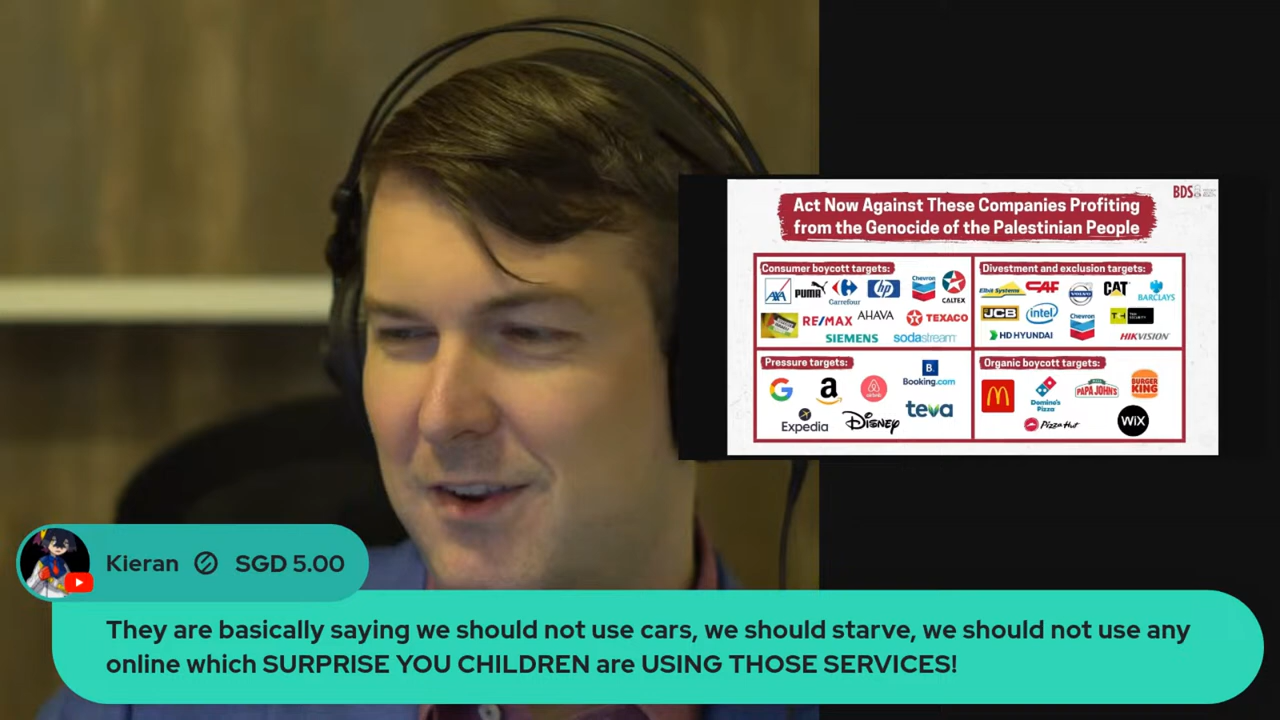 BDS
Act Now Against These Companies Profiting
from the Genocide of the Palestinian People
Consumer boycott targets:
AXA PUMA Carrefour hp Chevron CALTEX
RE/MAX AHAVA TEXACO
SIEMENS sodastream
Divestment and exclusion targets:
Elbit Systems CAF VOLVO CAT BARCLAYS
JCB intel Chevron
HD HYUNDAI HIKVISION
Pressure targets:
G a airbnb B. Booking.com
Expedia Disney teva
Organic boycott targets:
M Domino's Pizza PAPA JOHNS BURGER KING
Pizza Hut WiX
Kieran SGD 5.00
They are basically saying we should not use cars, we should starve, we should not use any
online which SURPRISE YOU CHILDREN are USING THOSE SERVICES!